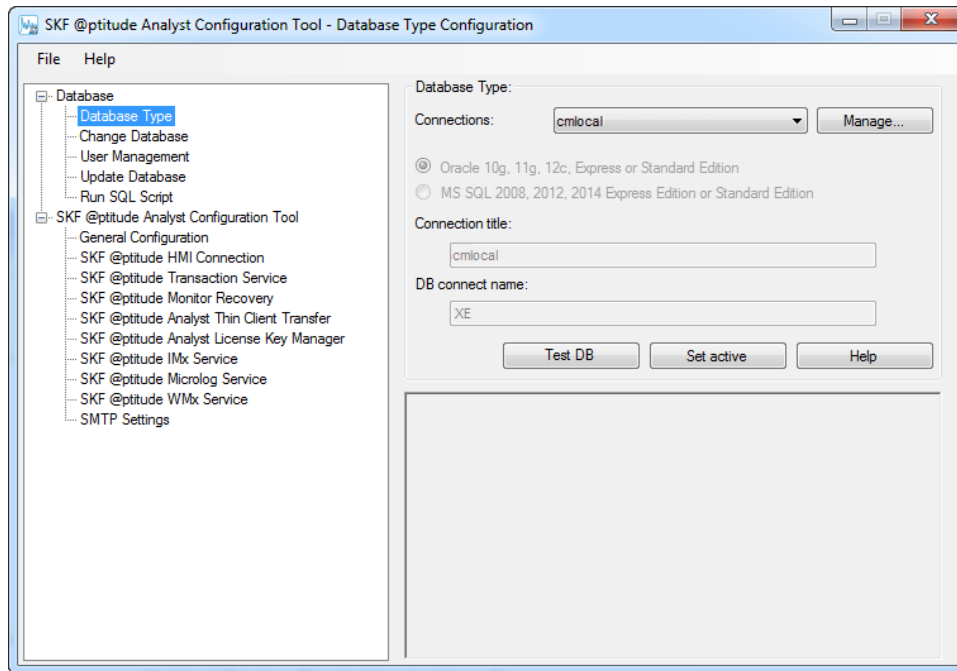 SKF @ptitude Analyst Configuration Tool - Database Type Configuration
File Help
Database
Database Type
Change Database
User Management
Update Database
Run SQL Script
SKF @ptitude Analyst Configuration Tool
General Configuration
SKF @ptitude HMI Connection
SKF @ptitude Transaction Service
SKF @ptitude Monitor Recovery
SKF @ptitude Analyst Thin Client Transfer
SKF @ptitude Analyst License Key Manager
SKF @ptitude IMx Service
SKF @ptitude Microlog Service
SKF @ptitude WMx Service
SMTP Settings
Database Type:
Connections: cmlocal Manage...
Oracle 10g, 11g, 12c, Express or Standard Edition
MS SQL 2008, 2012, 2014 Express Edition or Standard Edition
Connection title:
cmlocal
DB connect name:
XE
Test DB Set active Help